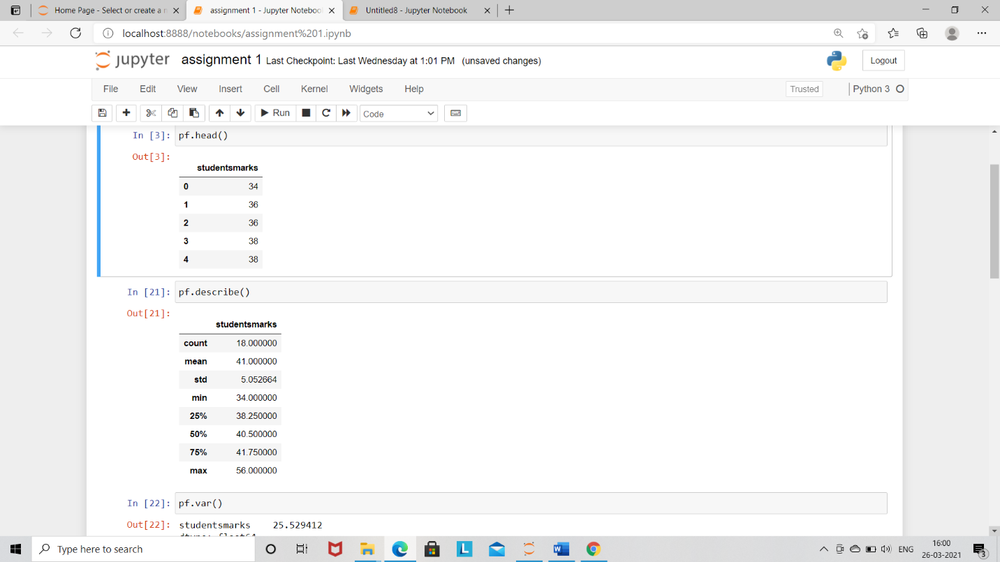 Home Page - Select or create a n
assignment 1 - Jupyter Noteboo
Untitled8 - Jupyter Notebook
localhost:8888/notebooks/assignment%201.ipynb
jupyter assignment 1 Last Checkpoint: Last Wednesday at 1:01 PM (unsaved changes)
Logout
File Edit View Insert Cell Kernel Widgets Help
Trusted Python 3
Run Code
In [3]: pf.head()
Out[3]:
studentsmarks
0 34
1 36
2 36
3 38
4 38
In [21]: pf.describe()
Out[21]:
studentsmarks
count 18.000000
mean 41.000000
std 5.052664
min 34.000000
25% 38.250000
50% 40.500000
75% 41.750000
max 56.000000
In [22]: pf.var()
Out[22]: studentsmarks 25.529412
dtype: float64
Type here to search
L
W
ENG
16:00
26-03-2021
3